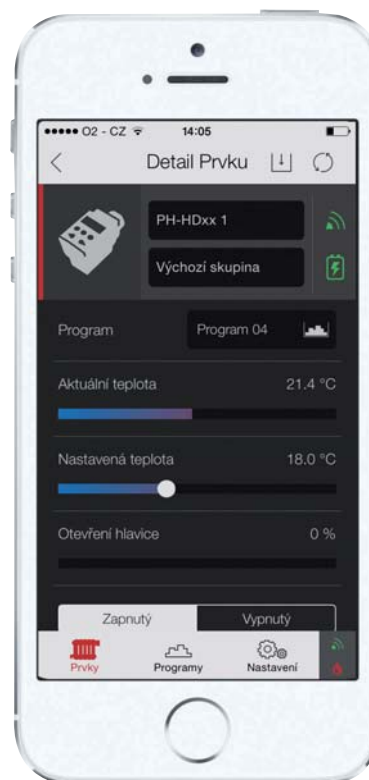 O2 - CZ 14:05
Detail Prvku
PH-HDxx 1
Výchozí skupina
Program Program 04
Aktuální teplota 21.4 °C
Nastavená teplota 18.0 °C
Otevření hlavice 0 %
Zapnutý Vypnutý
Prvky Programy Nastavení